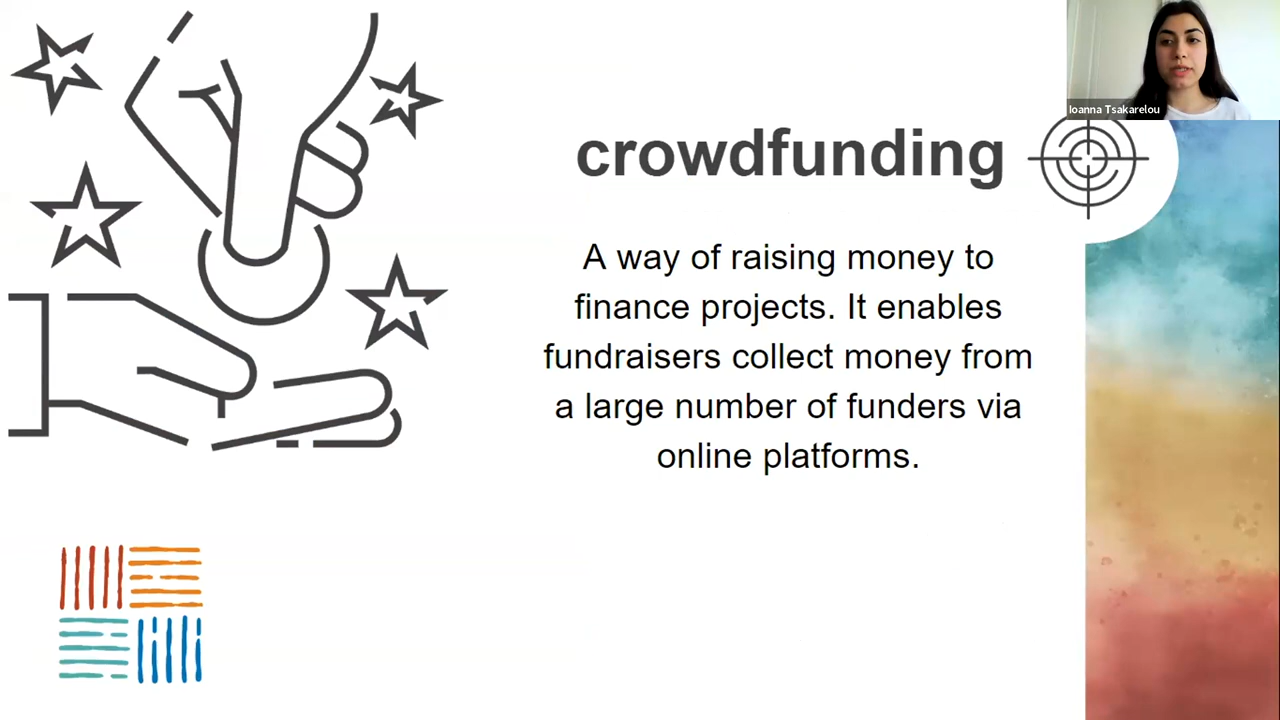 Ioanna Tsakarelou
crowdfunding
A way of raising money to
finance projects. It enables
fundraisers collect money from
a large number of funders via
online platforms.